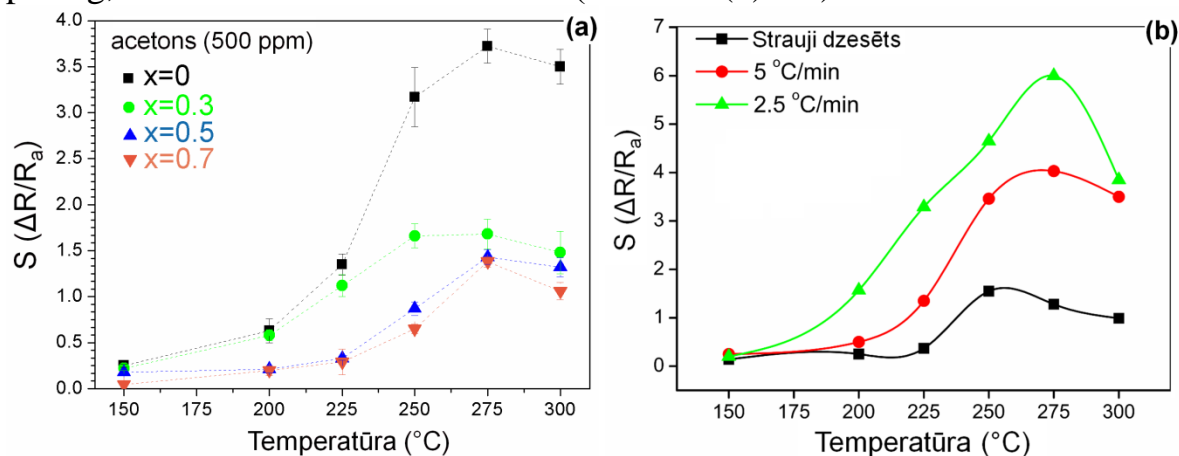 (a)
acetons (500 ppm)
x=0
x=0.3
x=0.5
x=0.7
S (ΔR/Rₐ)
4.0
3.5
3.0
2.5
2.0
1.5
1.0
0.5
0.0
150 175 200 225 250 275 300
Temperatūra (°C)
(b)
Strauji dzesēts
5 °C/min
2.5 °C/min
S (ΔR/Rₐ)
7
6
5
4
3
2
1
0
150 175 200 225 250 275 300
Temperatūra (°C)